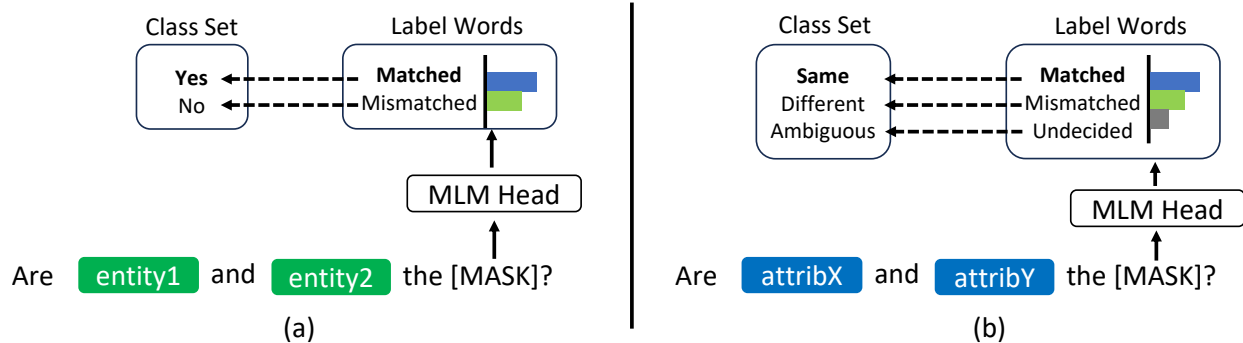 Class Set
Label Words
Yes
Matched
No
Mismatched
MLM Head
Are entity1 and entity2 the [MASK]?
(a)
Class Set
Label Words
Same
Matched
Different
Mismatched
Ambiguous
Undecided
MLM Head
Are attribX and attribY the [MASK]?
(b)